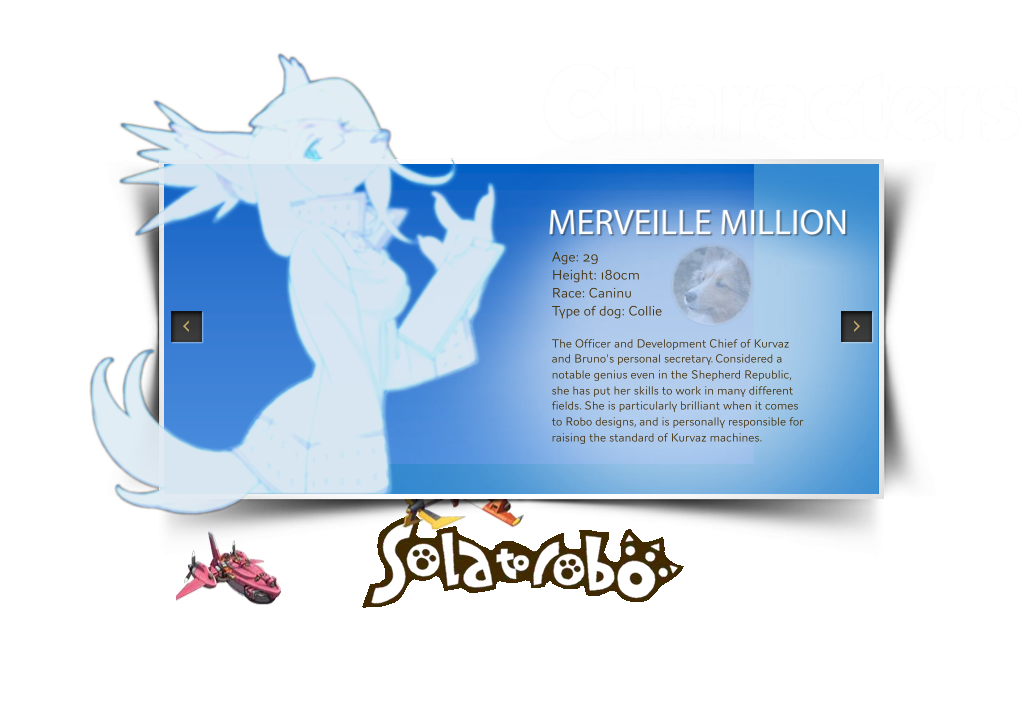 Characters
MERVEILLE MILLION
Age: 29
Height: 180cm
Race: Caninu
Type of dog: Collie
The Officer and Development Chief of Kurvaz
and Bruno's personal secretary. Considered a
notable genius even in the Shepherd Republic,
she has put her skills to work in many different
fields. She is particularly brilliant when it comes
to Robo designs, and is personally responsible for
raising the standard of Kurvaz machines.
Solatorobo